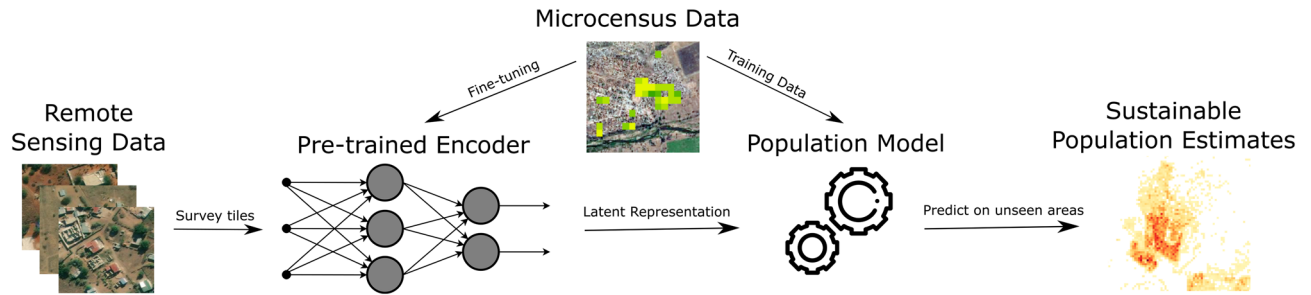 Microcensus Data
Fine-tuning
Training Data
Remote
Sensing Data
Pre-trained Encoder
Population Model
Sustainable
Population Estimates
Survey tiles
Latent Representation
Predict on unseen areas